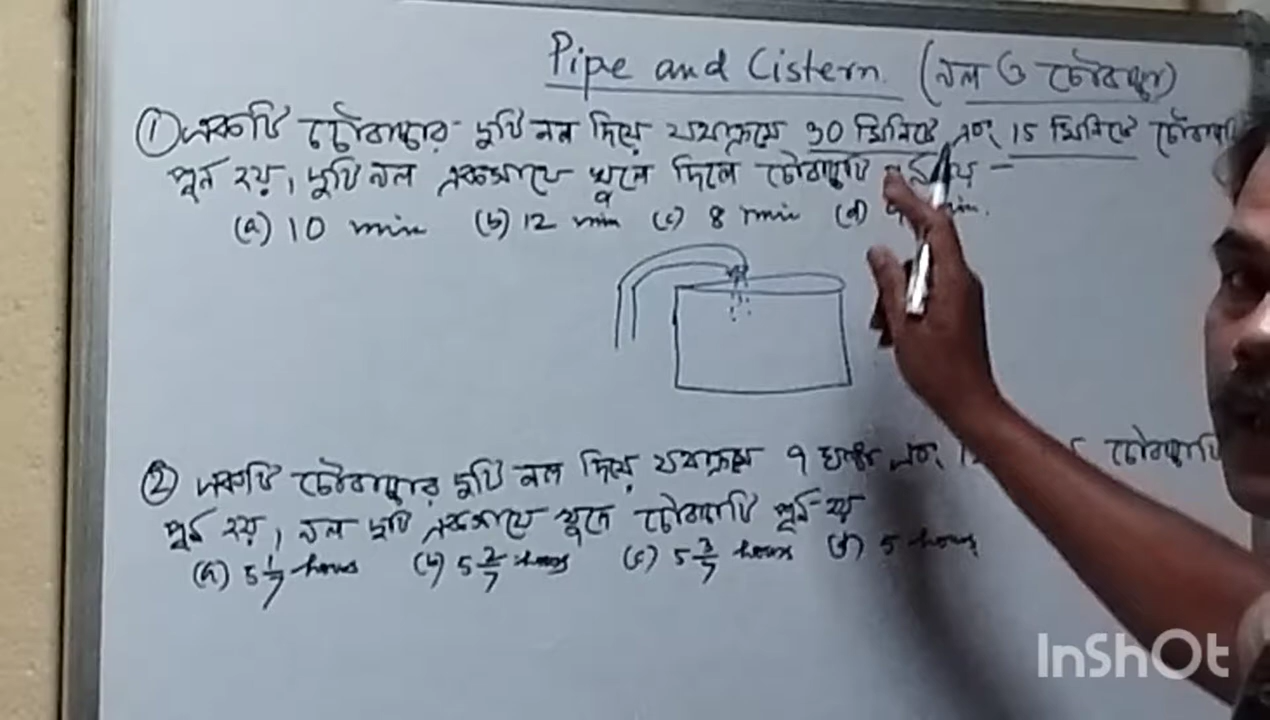 Pipe and Cistern. (নল ও চৌবাচ্চা)
① একটি চৌবাচ্চার দুটি নল দিয়ে যথাক্রমে 30 মিনিটে এবং 15 মিনিটে
পূর্ন হয়, দুটি নল একসাথে খুলে দিলে চৌবাচ্চাটি পূর্ন হয় –
(a) 10 min (b) 12 min (c) 8 min (d)
② একটি চৌবাচ্চার দুটি নল দিয়ে যথাক্রমে 9 ঘন্টা এবং
পূর্ন হয়, নল দুটি একসাথে খুলে চৌবাচ্চাটি পূর্ন হয়
(a) 5 1/7 hours (b) 5 2/7 hours (c) 5 3/7 hours (d) 5 hours
InShOt